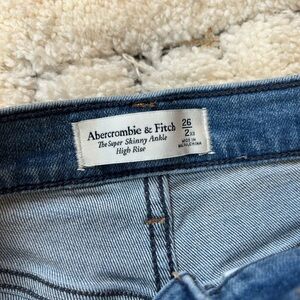 Abercrombie & Fitch
The Super Skinny Ankle
High Rise
26
2